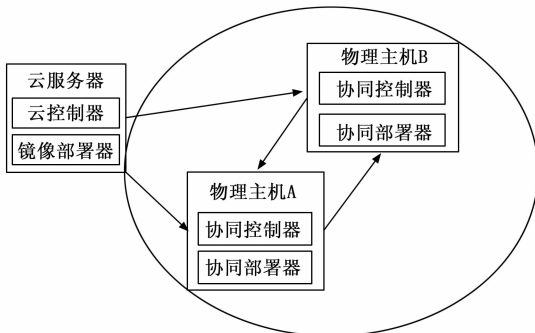 云服务器
云控制器
镜像部署器
物理主机B
协同控制器
协同部署器
物理主机A
协同控制器
协同部署器